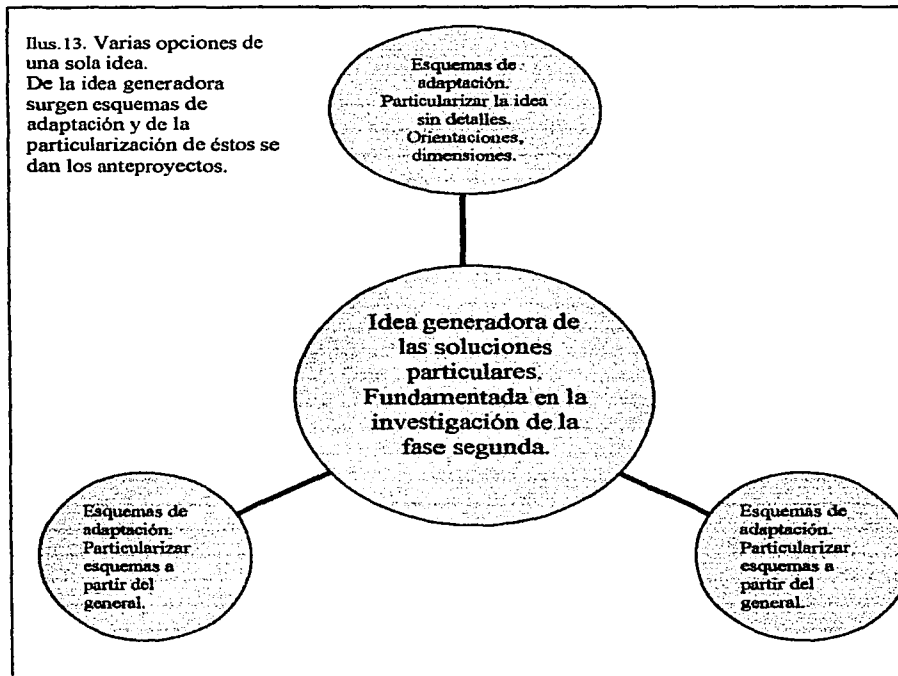 Ilus.13. Varias opciones de
una sola idea.
De la idea generadora
surgen esquemas de
adaptación y de la
particularización de éstos se
dan los anteproyectos.
Esquemas de
adaptación.
Particularizar la idea
sin detalles.
Orientaciones,
dimensiones.
Idea generadora de
las soluciones
particulares.
Fundamentada en la
investigación de la
fase segunda.
Esquemas de
adaptación.
Particularizar
esquemas a
partir del
general.
Esquemas de
adaptación.
Particularizar
esquemas a
partir del
general.